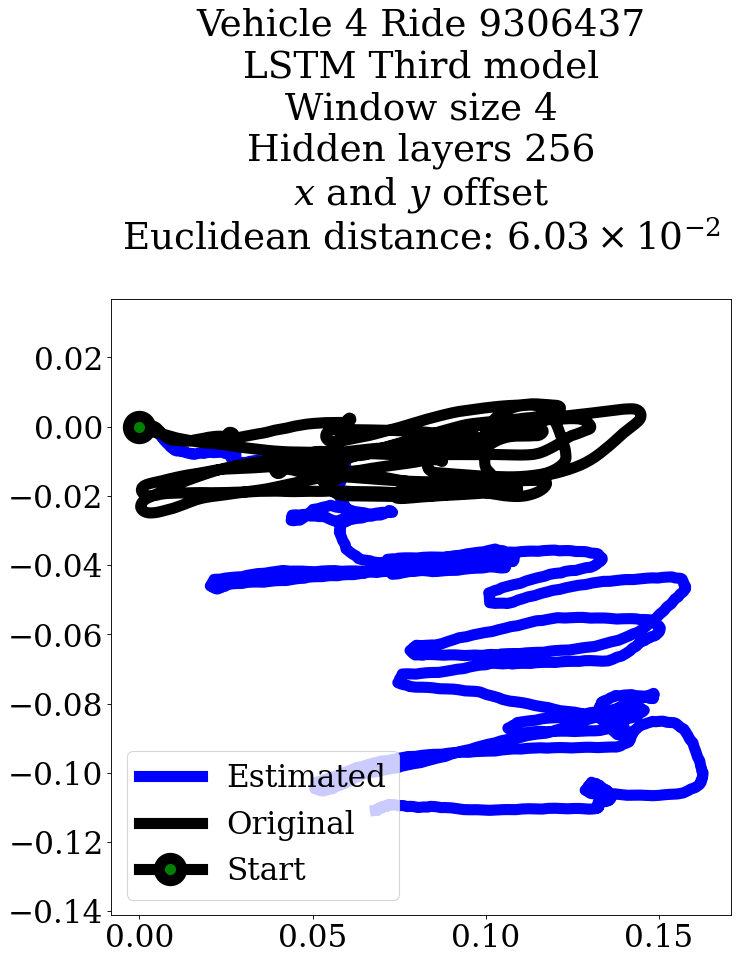 Vehicle 4 Ride 9306437
LSTM Third model
Window size 4
Hidden layers 256
x and y offset
Euclidean distance: 6.03 × 10⁻²
0.02
0.00
−0.02
−0.04
−0.06
−0.08
−0.10
−0.12
−0.14
Estimated
Original
Start
0.00 0.05 0.10 0.15